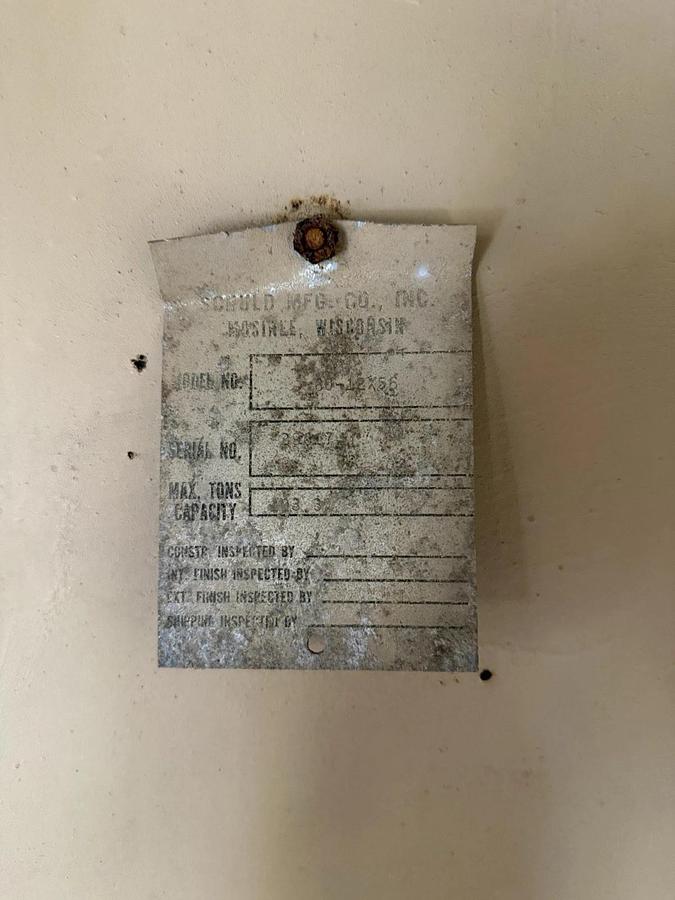 SCHULD MFG. CO., INC.
MOSINEE, WISCONSIN
MODEL NO.
SERIAL NO.
MAX. TONS
CAPACITY
CONSTR. INSPECTED BY
INT. FINISH INSPECTED BY
EXT. FINISH INSPECTED BY
SHIPPING INSPECTED BY